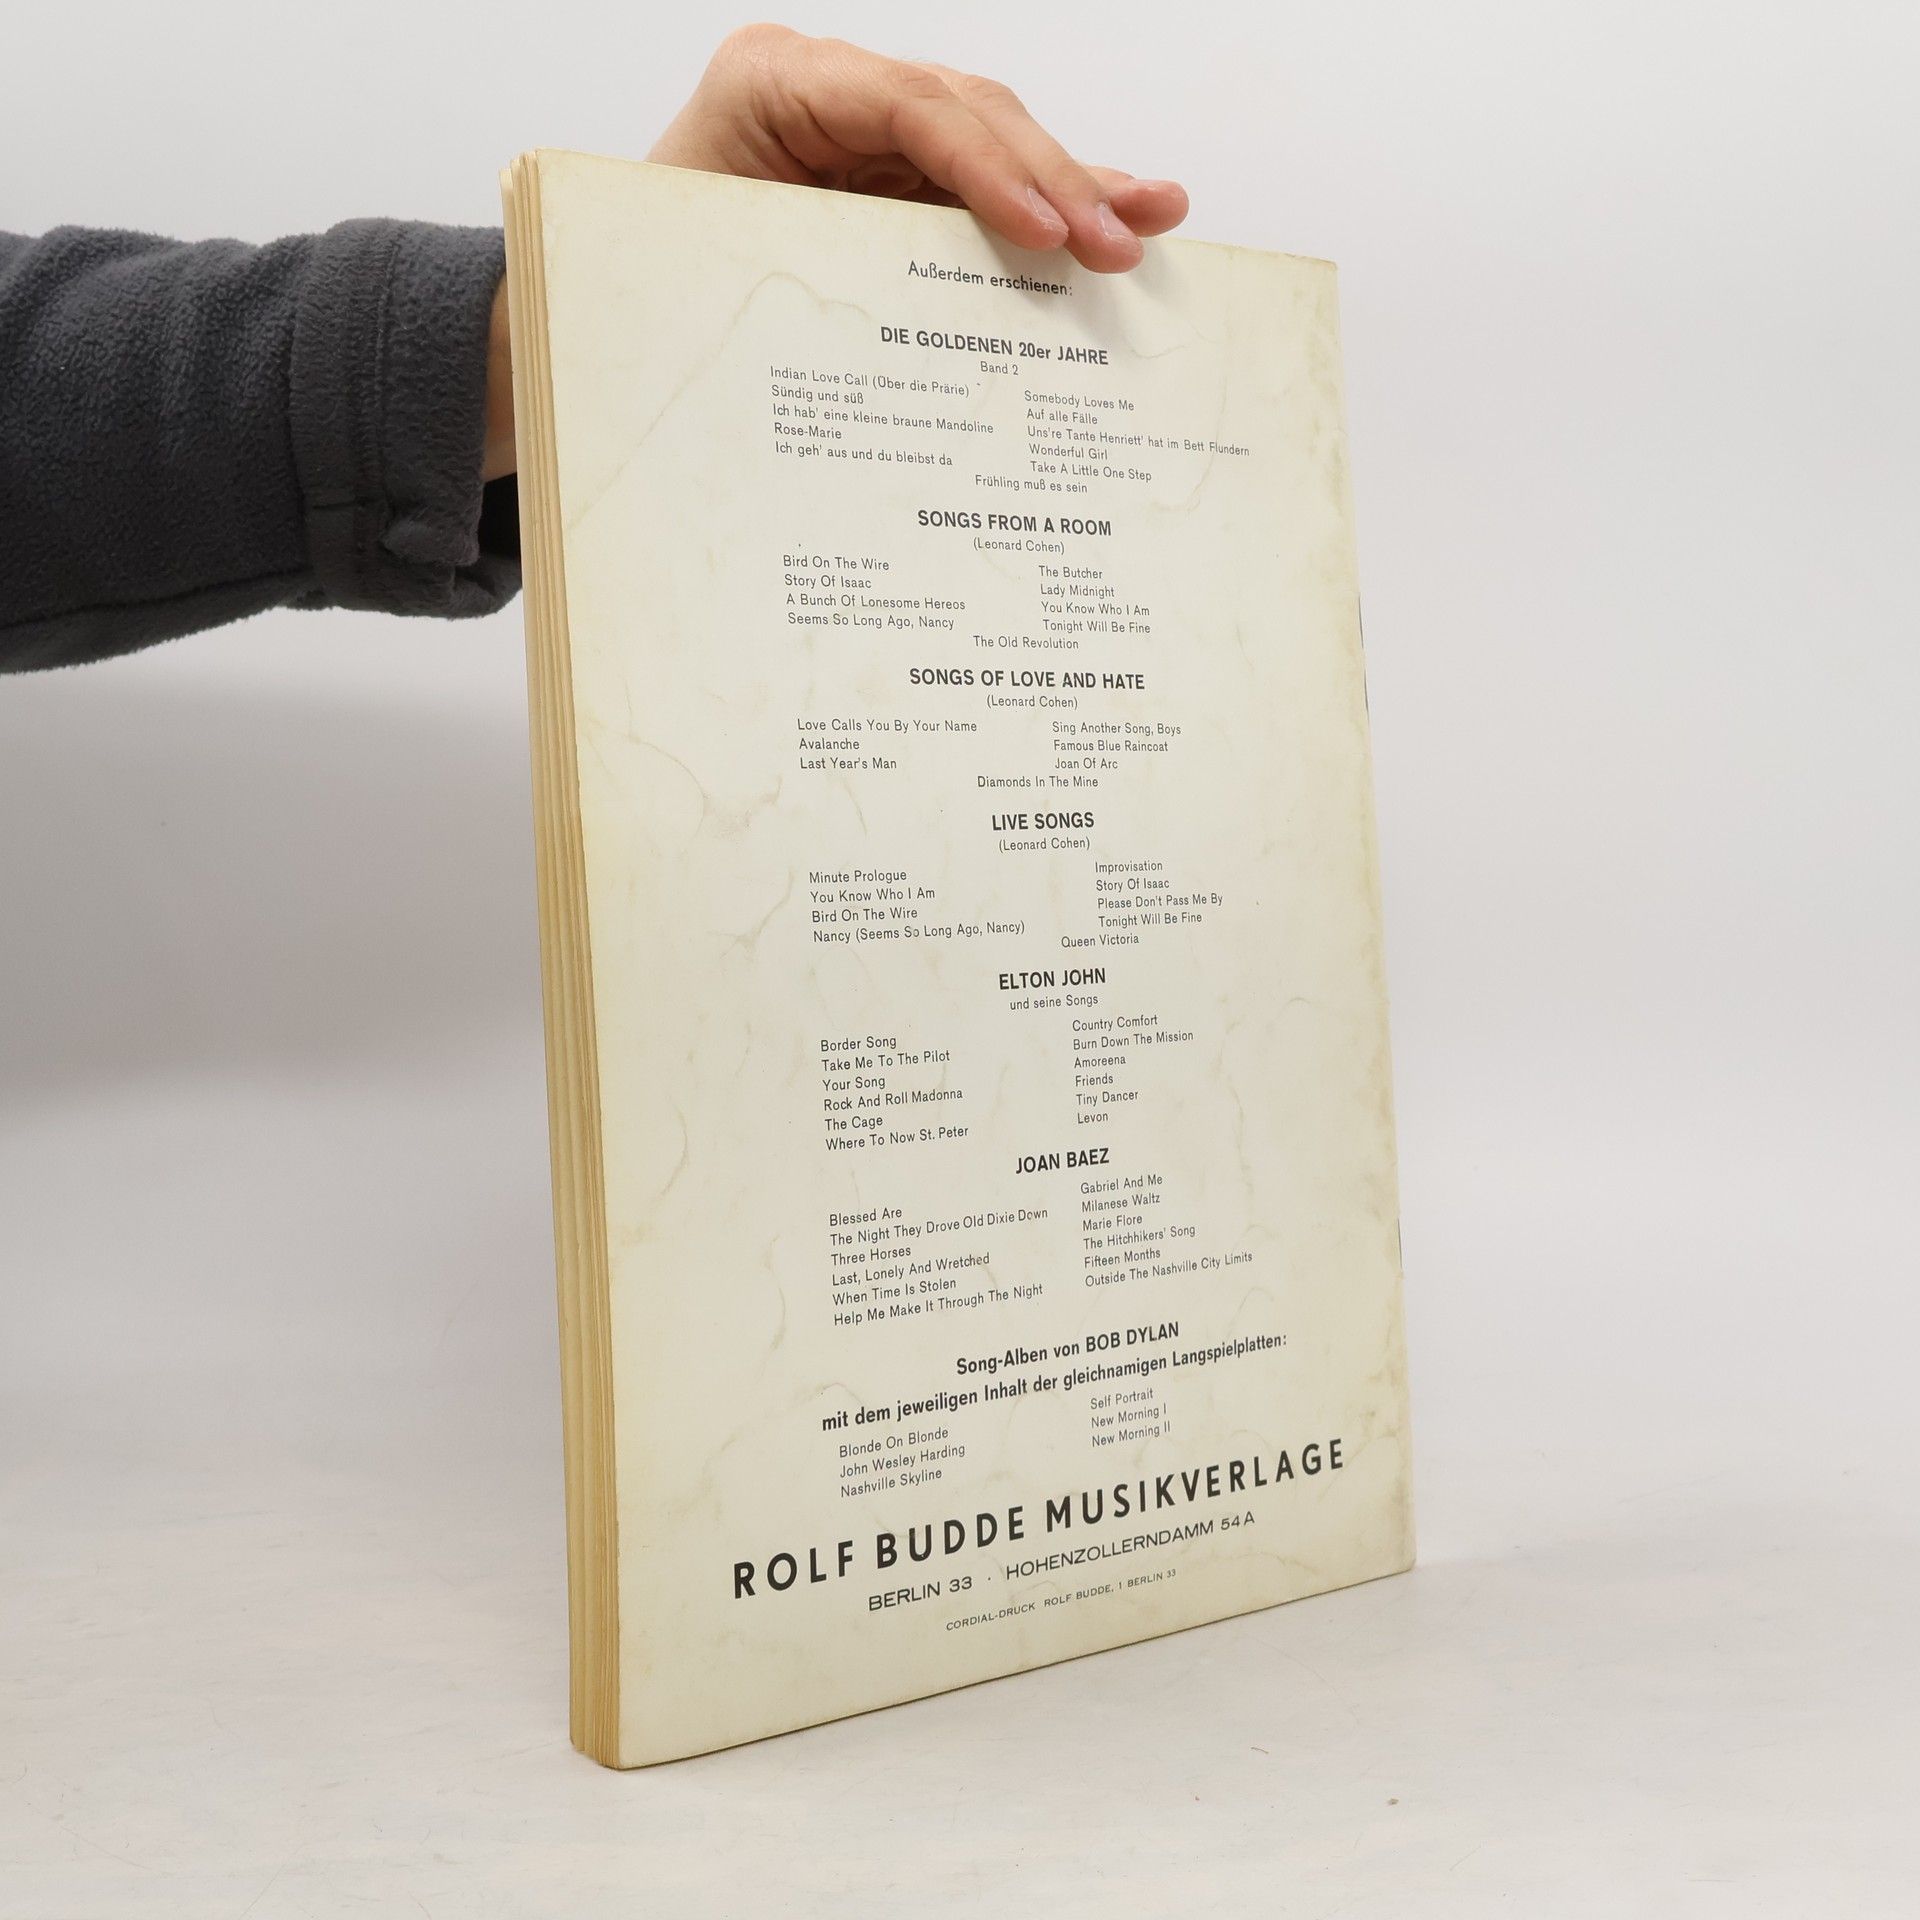 Außerdem erschienen:
DIE GOLDENEN 20er JAHRE
Band 2
Indian Love Call (Über die Prärie)
Sündig und süß
Ich hab' eine kleine braune Mandoline
Rose-Marie
Ich geh' aus und du bleibst da
Somebody Loves Me
Auf alle Fälle
Uns're Tante Henriett' hat im Bett Flundern
Wonderful Girl
Take A Little One Step
Frühling muß es sein
SONGS FROM A ROOM
(Leonard Cohen)
Bird On The Wire
Story Of Isaac
A Bunch Of Lonesome Hereos
Seems So Long Ago, Nancy
The Butcher
Lady Midnight
You Know Who I Am
Tonight Will Be Fine
The Old Revolution
SONGS OF LOVE AND HATE
(Leonard Cohen)
Love Calls You By Your Name
Avalanche
Last Year's Man
Sing Another Song, Boys
Famous Blue Raincoat
Joan Of Arc
Diamonds In The Mine
LIVE SONGS
(Leonard Cohen)
Minute Prologue
You Know Who I Am
Bird On The Wire
Nancy (Seems So Long Ago, Nancy)
Improvisation
Story Of Isaac
Please Don't Pass Me By
Tonight Will Be Fine
Queen Victoria
ELTON JOHN
und seine Songs
Border Song
Take Me To The Pilot
Your Song
Rock And Roll Madonna
The Cage
Where To Now St. Peter
Country Comfort
Burn Down The Mission
Amoreena
Friends
Tiny Dancer
Levon
JOAN BAEZ
Blessed Are
The Night They Drove Old Dixie Down
Three Horses
Last, Lonely And Wretched
When Time Is Stolen
Help Me Make It Through The Night
Gabriel And Me
Milanese Waltz
Marie Flore
The Hitchhikers' Song
Fifteen Months
Outside The Nashville City Limits
Song-Alben von BOB DYLAN
mit dem jeweiligen Inhalt der gleichnamigen Langspielplatten:
Blonde On Blonde
John Wesley Harding
Nashville Skyline
Self Portrait
New Morning I
New Morning II
ROLF BUDDE MUSIKVERLAGE
BERLIN 33 · HOHENZOLLERNDAMM 54 A
CORDIAL-DRUCK ROLF BUDDE, 1 BERLIN 33